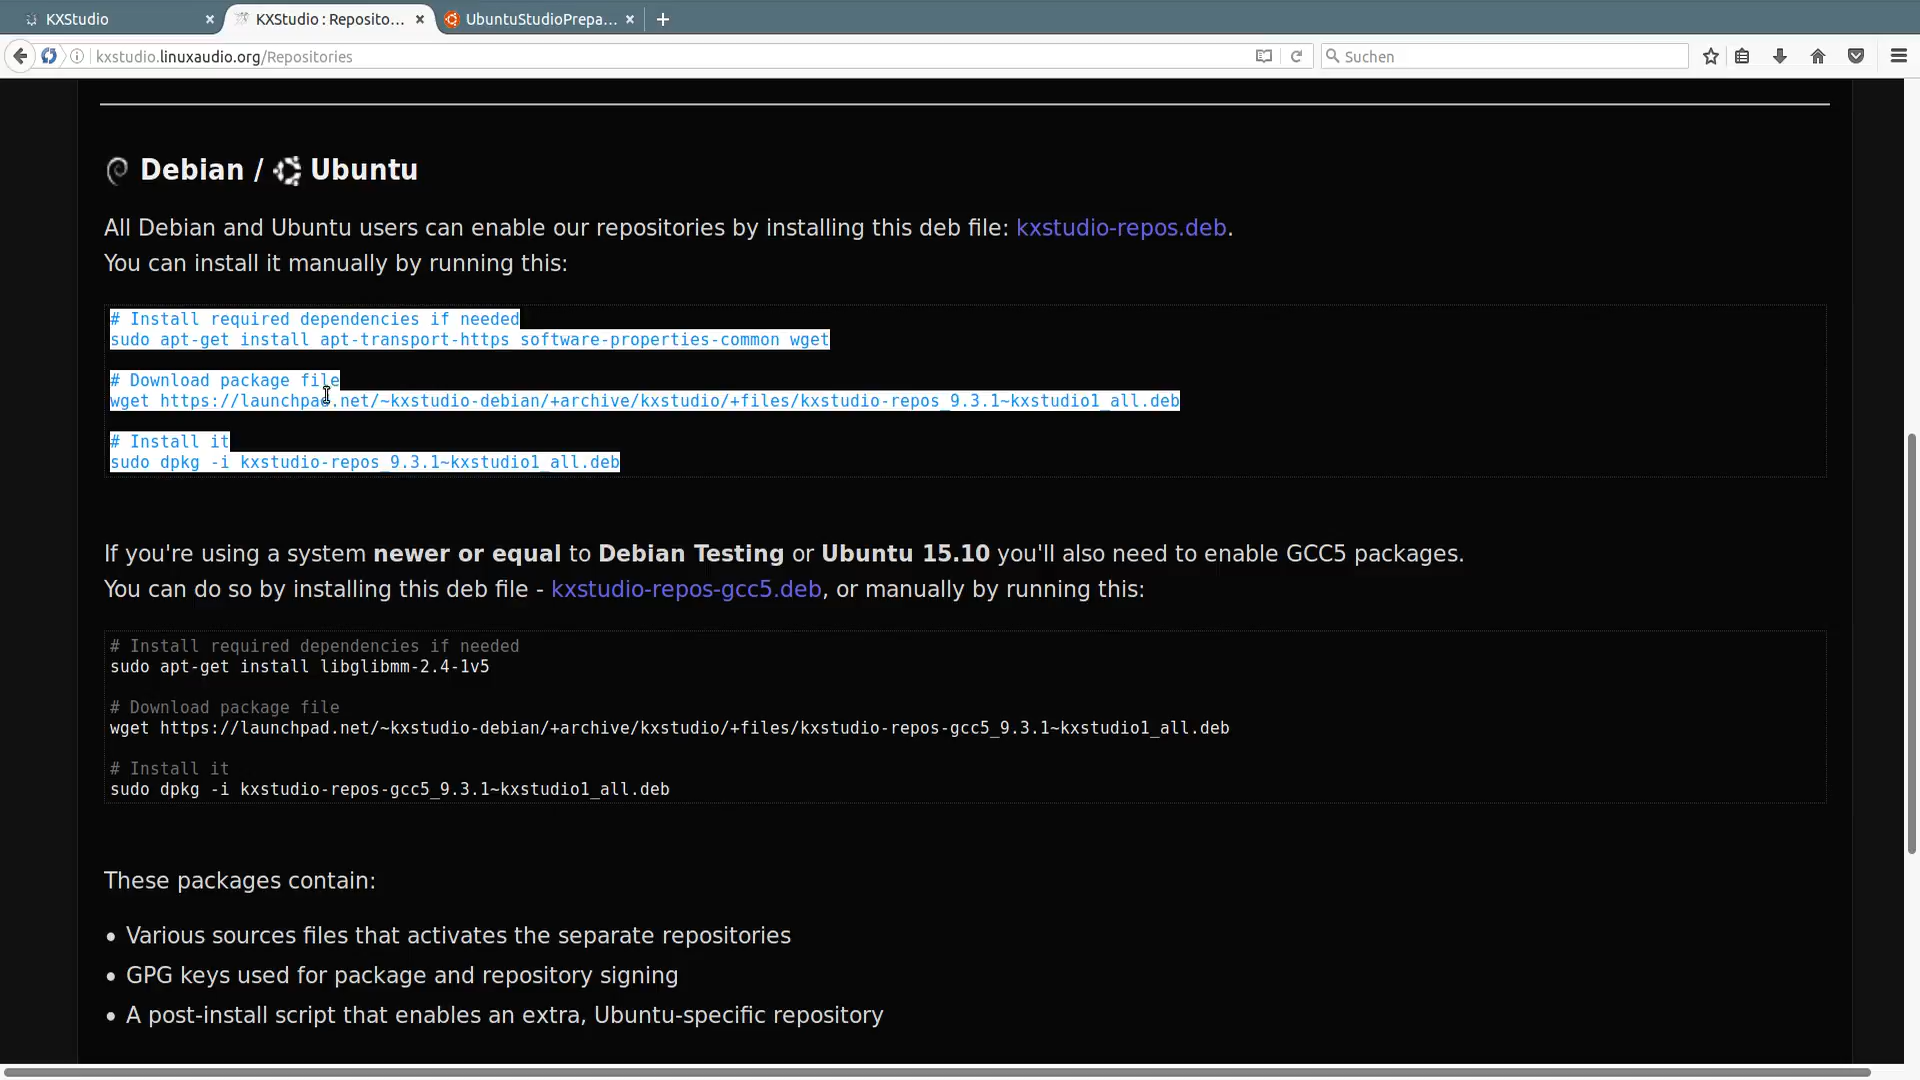 KXStudio
KXStudio : Reposito...
UbuntuStudioPrepa...
kxstudio.linuxaudio.org/Repositories
Suchen
Debian / Ubuntu
All Debian and Ubuntu users can enable our repositories by installing this deb file: kxstudio-repos.deb.
You can install it manually by running this:
# Install required dependencies if needed
sudo apt-get install apt-transport-https software-properties-common wget
# Download package file
wget https://launchpad.net/~kxstudio-debian/+archive/kxstudio/+files/kxstudio-repos_9.3.1~kxstudio1_all.deb
# Install it
sudo dpkg -i kxstudio-repos_9.3.1~kxstudio1_all.deb
If you're using a system newer or equal to Debian Testing or Ubuntu 15.10 you'll also need to enable GCC5 packages.
You can do so by installing this deb file - kxstudio-repos-gcc5.deb, or manually by running this:
# Install required dependencies if needed
sudo apt-get install libglibmm-2.4-1v5
# Download package file
wget https://launchpad.net/~kxstudio-debian/+archive/kxstudio/+files/kxstudio-repos-gcc5_9.3.1~kxstudio1_all.deb
# Install it
sudo dpkg -i kxstudio-repos-gcc5_9.3.1~kxstudio1_all.deb
These packages contain:
• Various sources files that activates the separate repositories
• GPG keys used for package and repository signing
• A post-install script that enables an extra, Ubuntu-specific repository